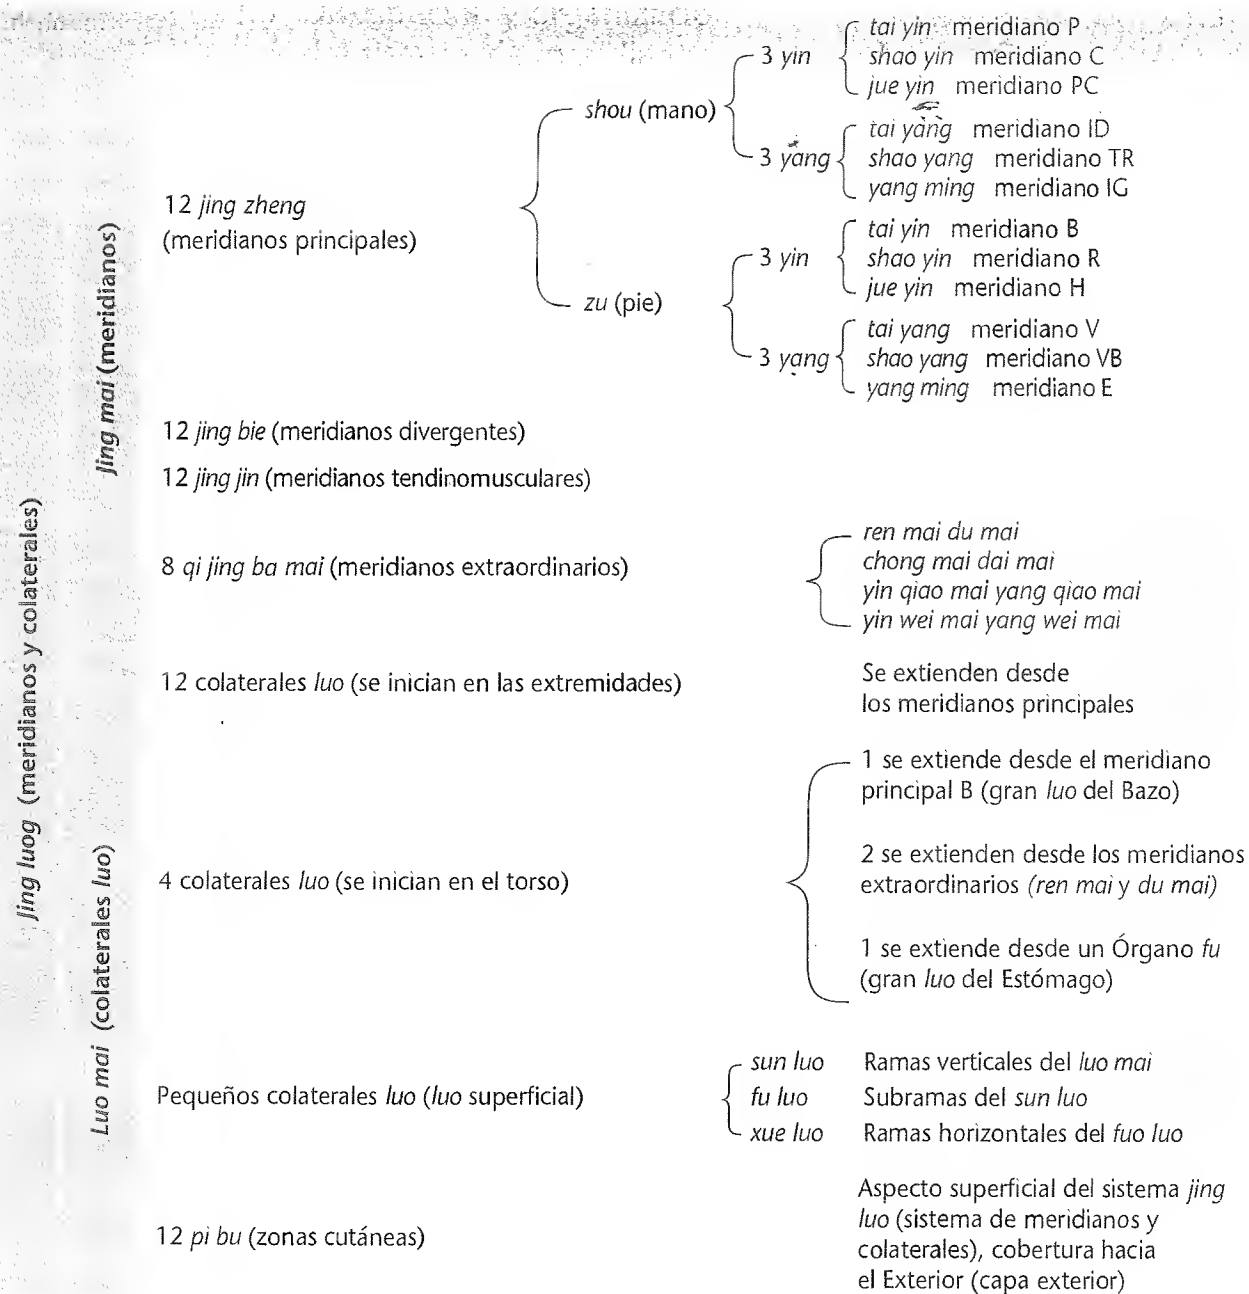 Jing luog (meridianos y colaterales)
Jing mai (meridianos)
12 jing zheng
(meridianos principales)
shou (mano)
3 yin
tai yin meridiano P
shao yin meridiano C
jue yin meridiano PC
3 yang
tai yang meridiano ID
shao yang meridiano TR
yang ming meridiano IG
zu (pie)
3 yin
tai yin meridiano B
shao yin meridiano R
jue yin meridiano H
3 yang
tai yang meridiano V
shao yang meridiano VB
yang ming meridiano E
12 jing bie (meridianos divergentes)
12 jing jin (meridianos tendinomusculares)
8 qi jing ba mai (meridianos extraordinarios)
ren mai du mai
chong mai dai mai
yin qiao mai yang qiao mai
yin wei mai yang wei mai
Luo mai (colaterales luo)
12 colaterales luo (se inician en las extremidades)
Se extienden desde
los meridianos principales
4 colaterales luo (se inician en el torso)
1 se extiende desde el meridiano
principal B (gran luo del Bazo)
2 se extienden desde los meridianos
extraordinarios (ren mai y du mai)
1 se extiende desde un Órgano fu
(gran luo del Estómago)
Pequeños colaterales luo (luo superficial)
sun luo Ramas verticales del luo mai
fu luo Subramas del sun luo
xue luo Ramas horizontales del fuo luo
12 pi bu (zonas cutáneas)
Aspecto superficial del sistema jing
luo (sistema de meridianos y
colaterales), cobertura hacia
el Exterior (capa exterior)